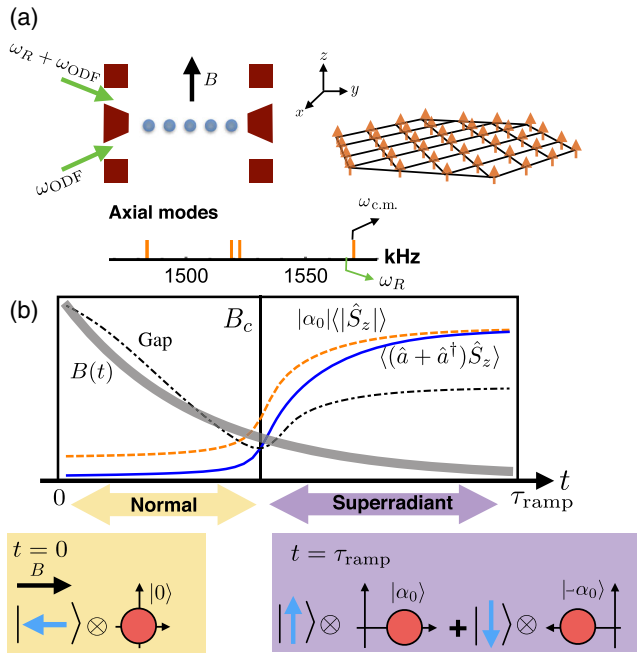 (a)
ω_R + ω_ODF
B
ω_ODF
z
y
x
Axial modes
ω_c.m.
kHz
1500
1550
ω_R
(b)
B_c
|α_0|⟨|Ŝ_z|⟩
Gap
⟨(â + â†)Ŝ_z⟩
B(t)
t
0
Normal
Superradiant
τ_ramp
t = 0
B
|←⟩ ⊗ |0⟩
t = τ_ramp
|↑⟩ ⊗ |α_0⟩ + |↓⟩ ⊗ |-α_0⟩